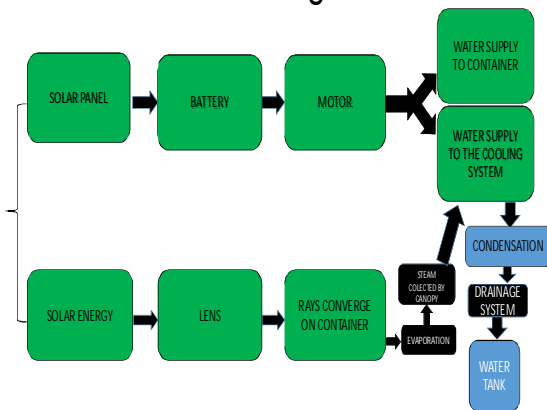 SOLAR PANEL
BATTERY
MOTOR
WATER SUPPLY
TO CONTAINER
WATER SUPPLY
TO THE COOLING
SYSTEM
CONDENSATION
DRAINAGE
SYSTEM
WATER
TANK
SOLAR ENERGY
LENS
RAYS CONVERGE
ON CONTAINER
EVAPORATION
STEAM
COLECTED BY
CANOPY